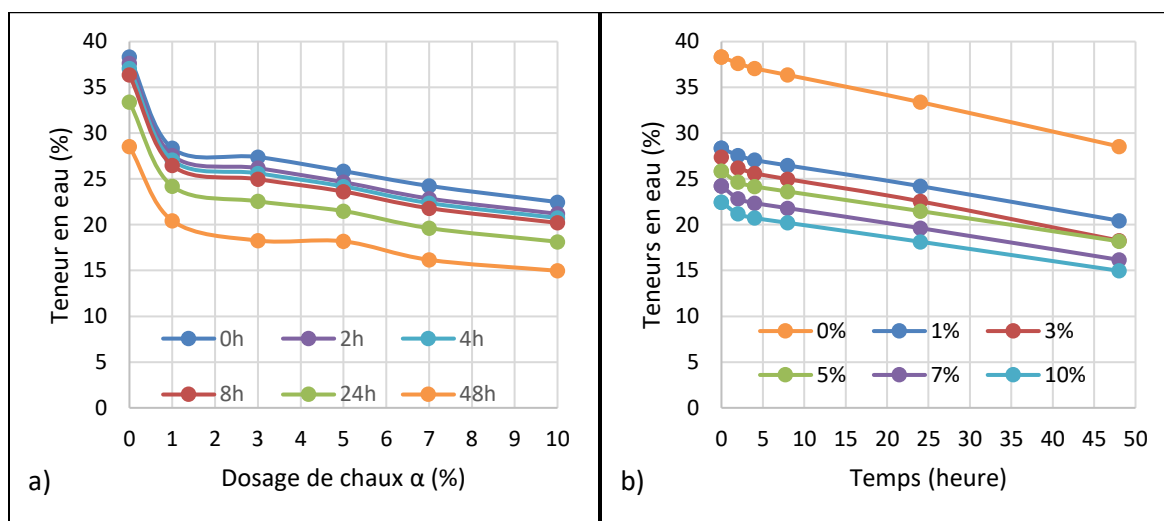 40
35
30
25
20
15
10
5
0
Teneur en eau (%)
0h 2h 4h
8h 24h 48h
0 1 2 3 4 5 6 7 8 9 10
a) Dosage de chaux α (%)
40
35
30
25
20
15
10
5
0
Teneurs en eau (%)
0% 1% 3%
5% 7% 10%
0 5 10 15 20 25 30 35 40 45 50
b) Temps (heure)